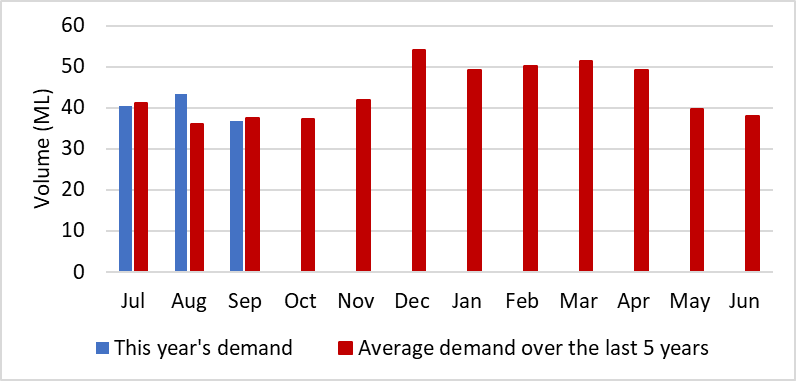 Volume (ML)
60
50
40
30
20
10
0
Jul Aug Sep Oct Nov Dec Jan Feb Mar Apr May Jun
This year's demand Average demand over the last 5 years